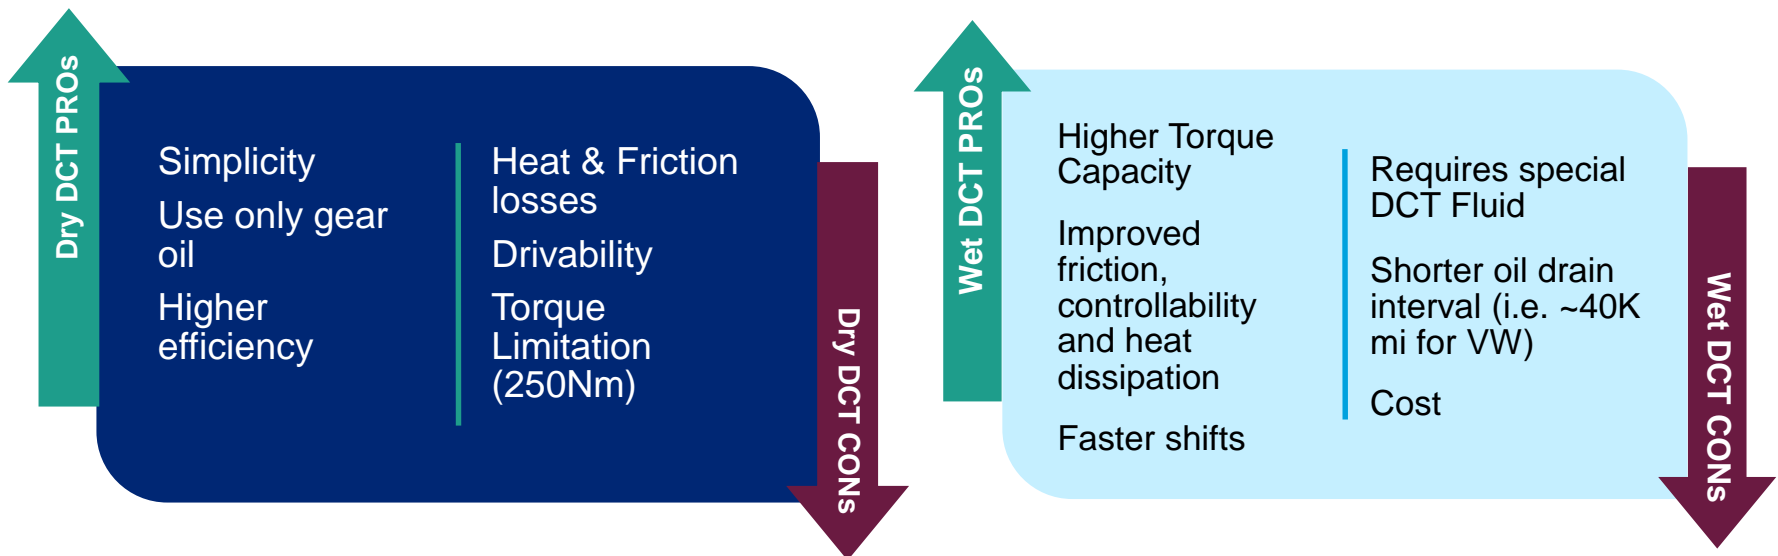 Dry DCT PROs
Simplicity
Use only gear
oil
Higher
efficiency
Heat & Friction
losses
Drivability
Torque
Limitation
(250Nm)
Dry DCT CONs
Wet DCT PROs
Higher Torque
Capacity
Improved
friction,
controllability
and heat
dissipation
Faster shifts
Requires special
DCT Fluid
Shorter oil drain
interval (i.e. ~40K
mi for VW)
Cost
Wet DCT CONs